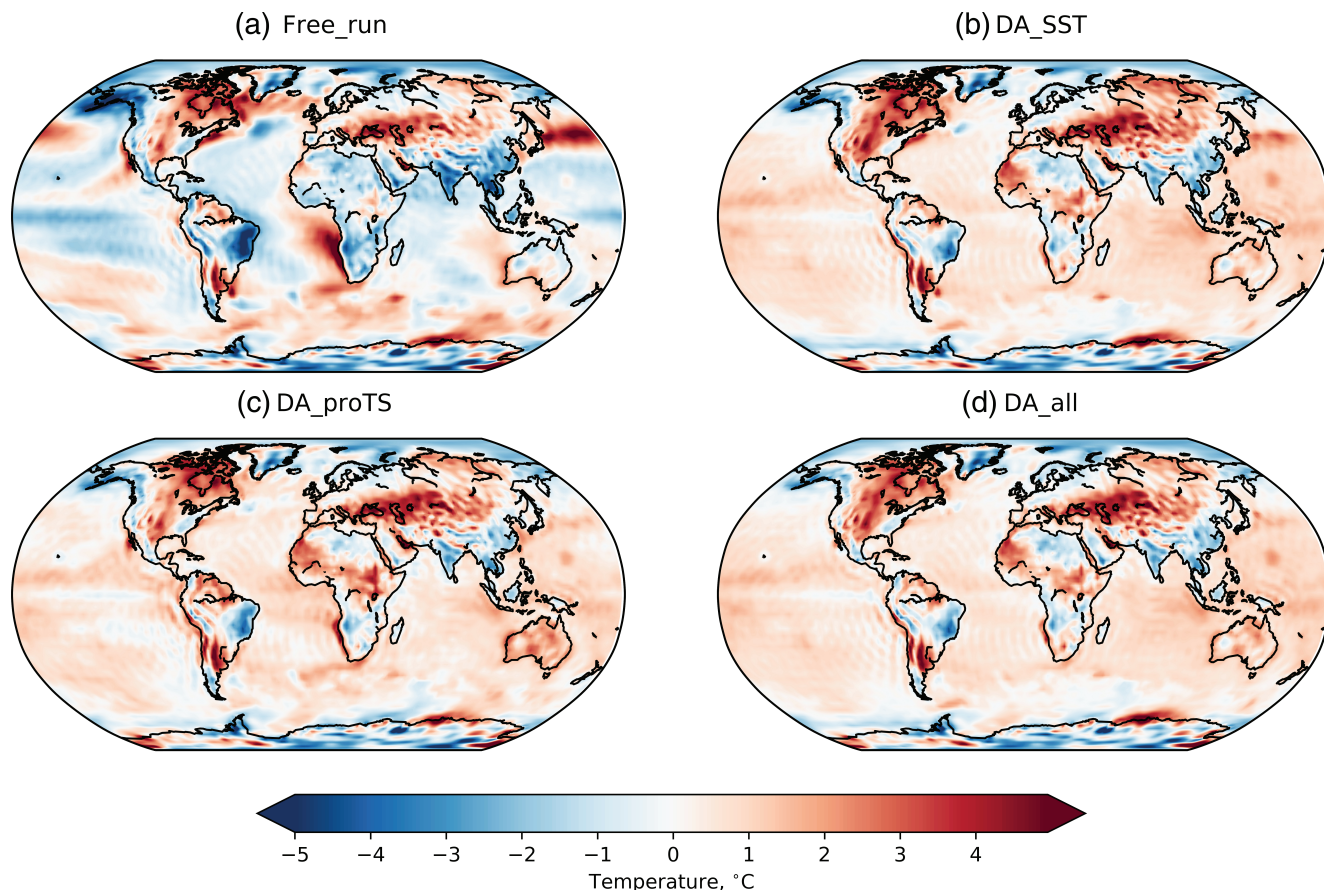 (a) Free_run
(b) DA_SST
(c) DA_proTS
(d) DA_all
−5 −4 −3 −2 −1 0 1 2 3 4
Temperature, °C